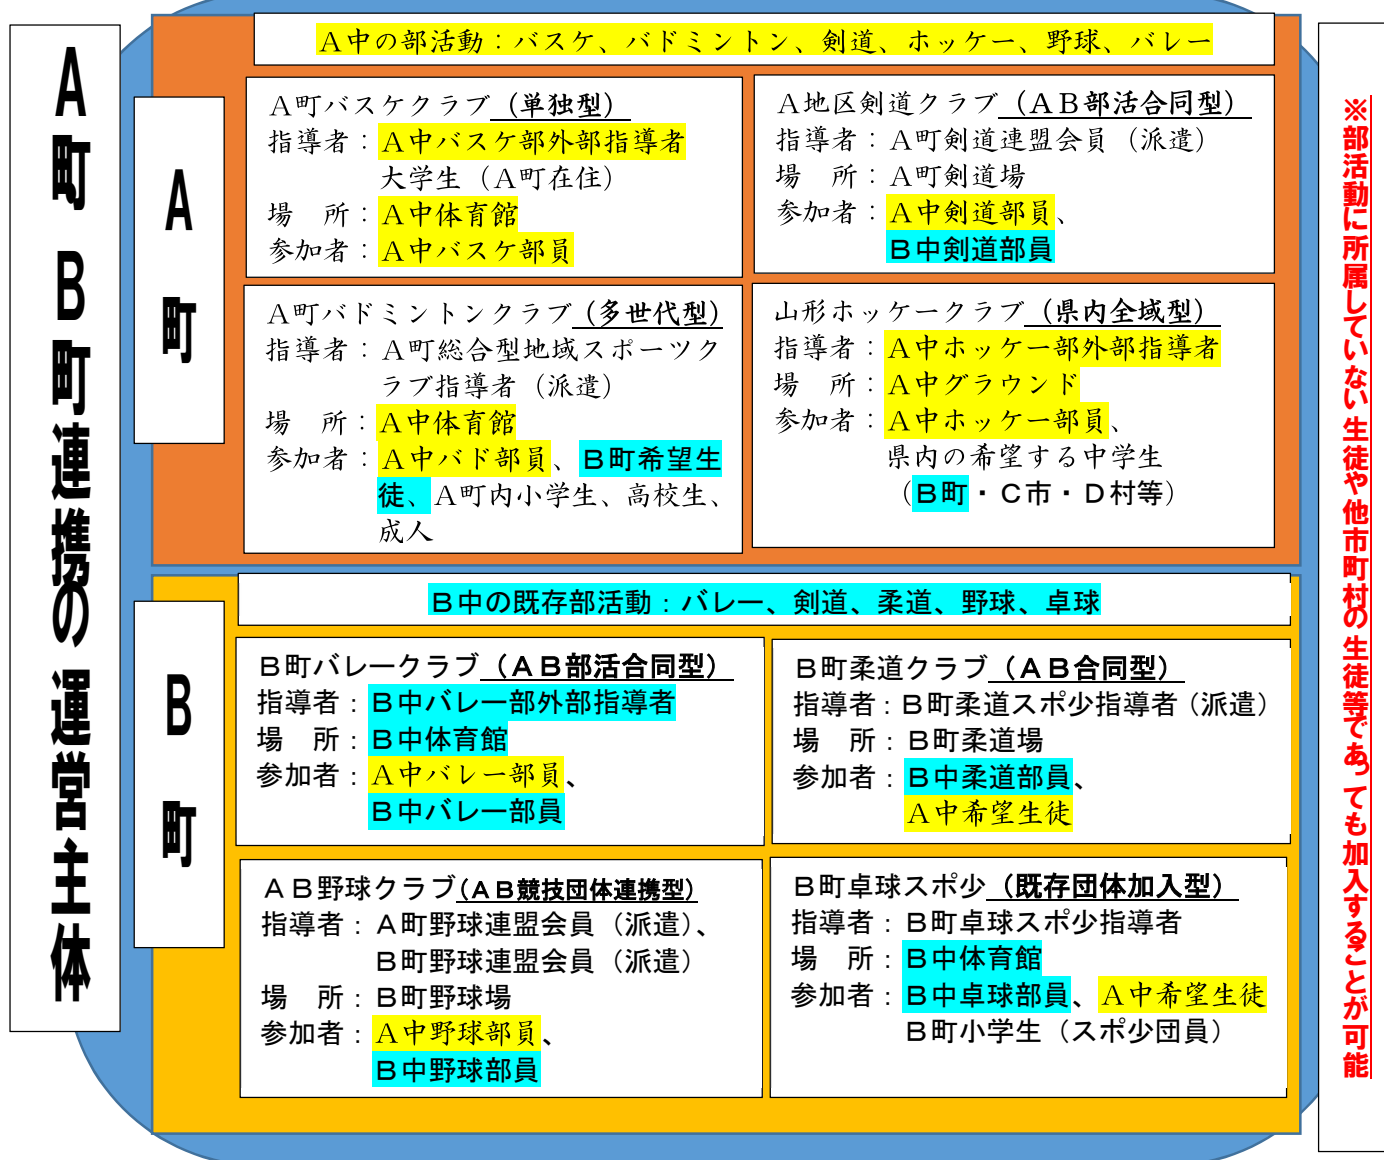 A町 B町連携の 運営主体
A町
A中の部活動：バスケ、バドミントン、剣道、ホッケー、野球、バレー
A町バスケクラブ（単独型）
指導者：A中バスケ部外部指導者
大学生（A町在住）
場　所：A中体育館
参加者：A中バスケ部員
A地区剣道クラブ（ＡＢ部活合同型）
指導者：A町剣道連盟会員（派遣）
場　所：A町剣道場
参加者：A中剣道部員、
Ｂ中剣道部員
A町バドミントンクラブ（多世代型）
指導者：A町総合型地域スポーツク
ラブ指導者（派遣）
場　所：A中体育館
参加者：A中バド部員、Ｂ町希望生
徒、A町内小学生、高校生、
成人
山形ホッケークラブ（県内全域型）
指導者：A中ホッケー部外部指導者
場　所：A中グラウンド
参加者：A中ホッケー部員、
県内の希望する中学生
（Ｂ町・Ｃ市・Ｄ村等）
B町
Ｂ中の既存部活動：バレー、剣道、柔道、野球、卓球
Ｂ町バレークラブ（ＡＢ部活合同型）
指導者：Ｂ中バレー部外部指導者
場　所：Ｂ中体育館
参加者：A中バレー部員、
Ｂ中バレー部員
Ｂ町柔道クラブ（ＡＢ合同型）
指導者：Ｂ町柔道スポ少指導者（派遣）
場　所：Ｂ町柔道場
参加者：Ｂ中柔道部員、
A中希望生徒
ＡＢ野球クラブ(ＡＢ競技団体連携型)
指導者：Ａ町野球連盟会員（派遣）、
Ｂ町野球連盟会員（派遣）
場　所：Ｂ町野球場
参加者：A中野球部員、
Ｂ中野球部員
Ｂ町卓球スポ少（既存団体加入型）
指導者：Ｂ町卓球スポ少指導者
場　所：Ｂ中体育館
参加者：Ｂ中卓球部員、A中希望生徒
Ｂ町小学生（スポ少団員）
※部活動に所属していない生徒や他市町村の生徒等であっても加入することが可能